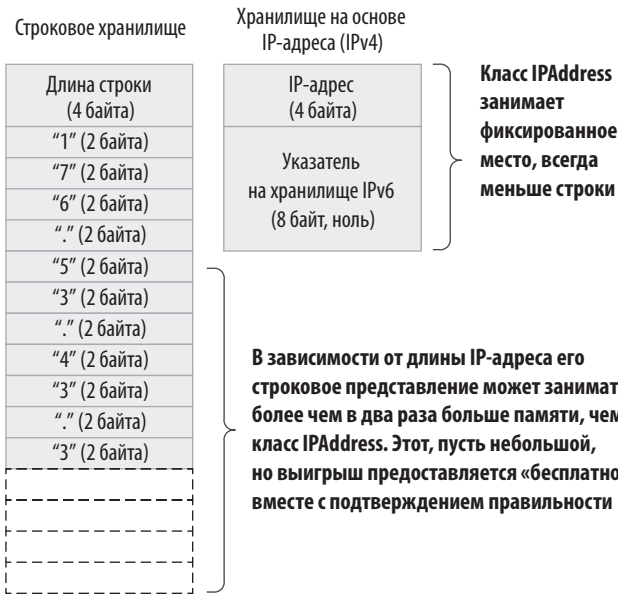 Строковое хранилище
Хранилище на основе
IP-адреса (IPv4)
Длина строки
(4 байта)
“1” (2 байта)
“7” (2 байта)
“6” (2 байта)
“.” (2 байта)
“5” (2 байта)
“3” (2 байта)
“.” (2 байта)
“4” (2 байта)
“3” (2 байта)
“.” (2 байта)
“3” (2 байта)
IP-адрес
(4 байта)
Указатель
на хранилище IPv6
(8 байт, ноль)
Класс IPAddress
занимает
фиксированное
место, всегда
меньше строки
В зависимости от длины IP-адреса его
строковое представление может занимат
более чем в два раза больше памяти, чем
класс IPAddress. Этот, пусть небольшой,
но выигрыш предоставляется «бесплатно
вместе с подтверждением правильности